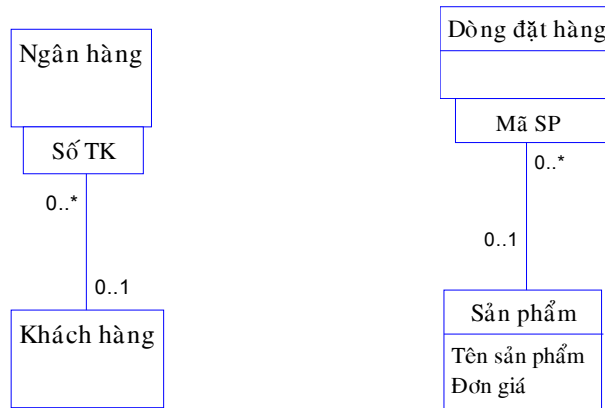 Ngân hàng
Số TK
0..*
0..1
Khách hàng
Dòng đặt hàng
Mã SP
0..*
0..1
Sản phẩm
Tên sản phẩm
Đơn giá